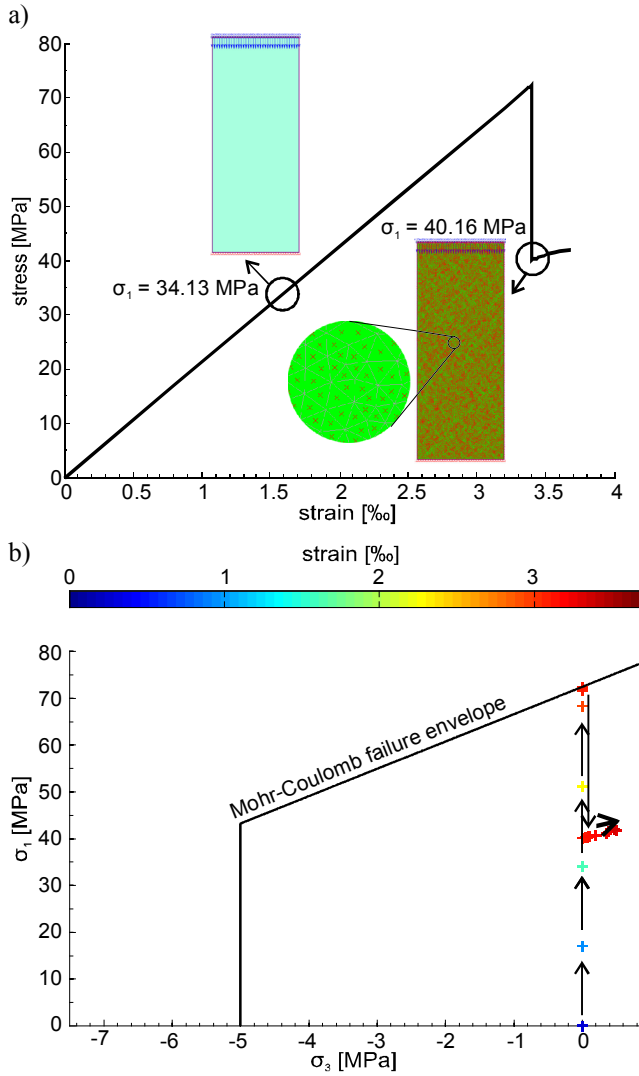 a)
80
70
60
50
40
30
20
10
0
stress [MPa]
σ₁ = 34.13 MPa
σ₁ = 40.16 MPa
0 0.5 1 1.5 2 2.5 3 3.5 4
strain [‰]
b)
strain [‰]
0 1 2 3
80
70
60
50
40
30
20
10
0
σ₁ [MPa]
Mohr-Coulomb failure envelope
-7 -6 -5 -4 -3 -2 -1 0
σ₃ [MPa]